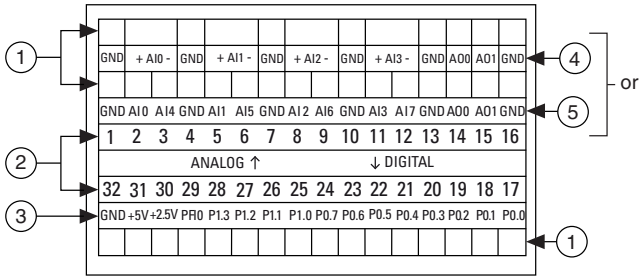 1
GND + AI0 - GND + AI1 - GND + AI2 - GND + AI3 - GND AO0 AO1 GND
4
or
GND AI0 AI4 GND AI1 AI5 GND AI2 AI6 GND AI3 AI7 GND AO0 AO1 GND
5
1 2 3 4 5 6 7 8 9 10 11 12 13 14 15 16
2
ANALOG ↑ ↓ DIGITAL
32 31 30 29 28 27 26 25 24 23 22 21 20 19 18 17
3
GND +5V +2.5V PFI0 P1.3 P1.2 P1.1 P1.0 P0.7 P0.6 P0.5 P0.4 P0.3 P0.2 P0.1 P0.0
1